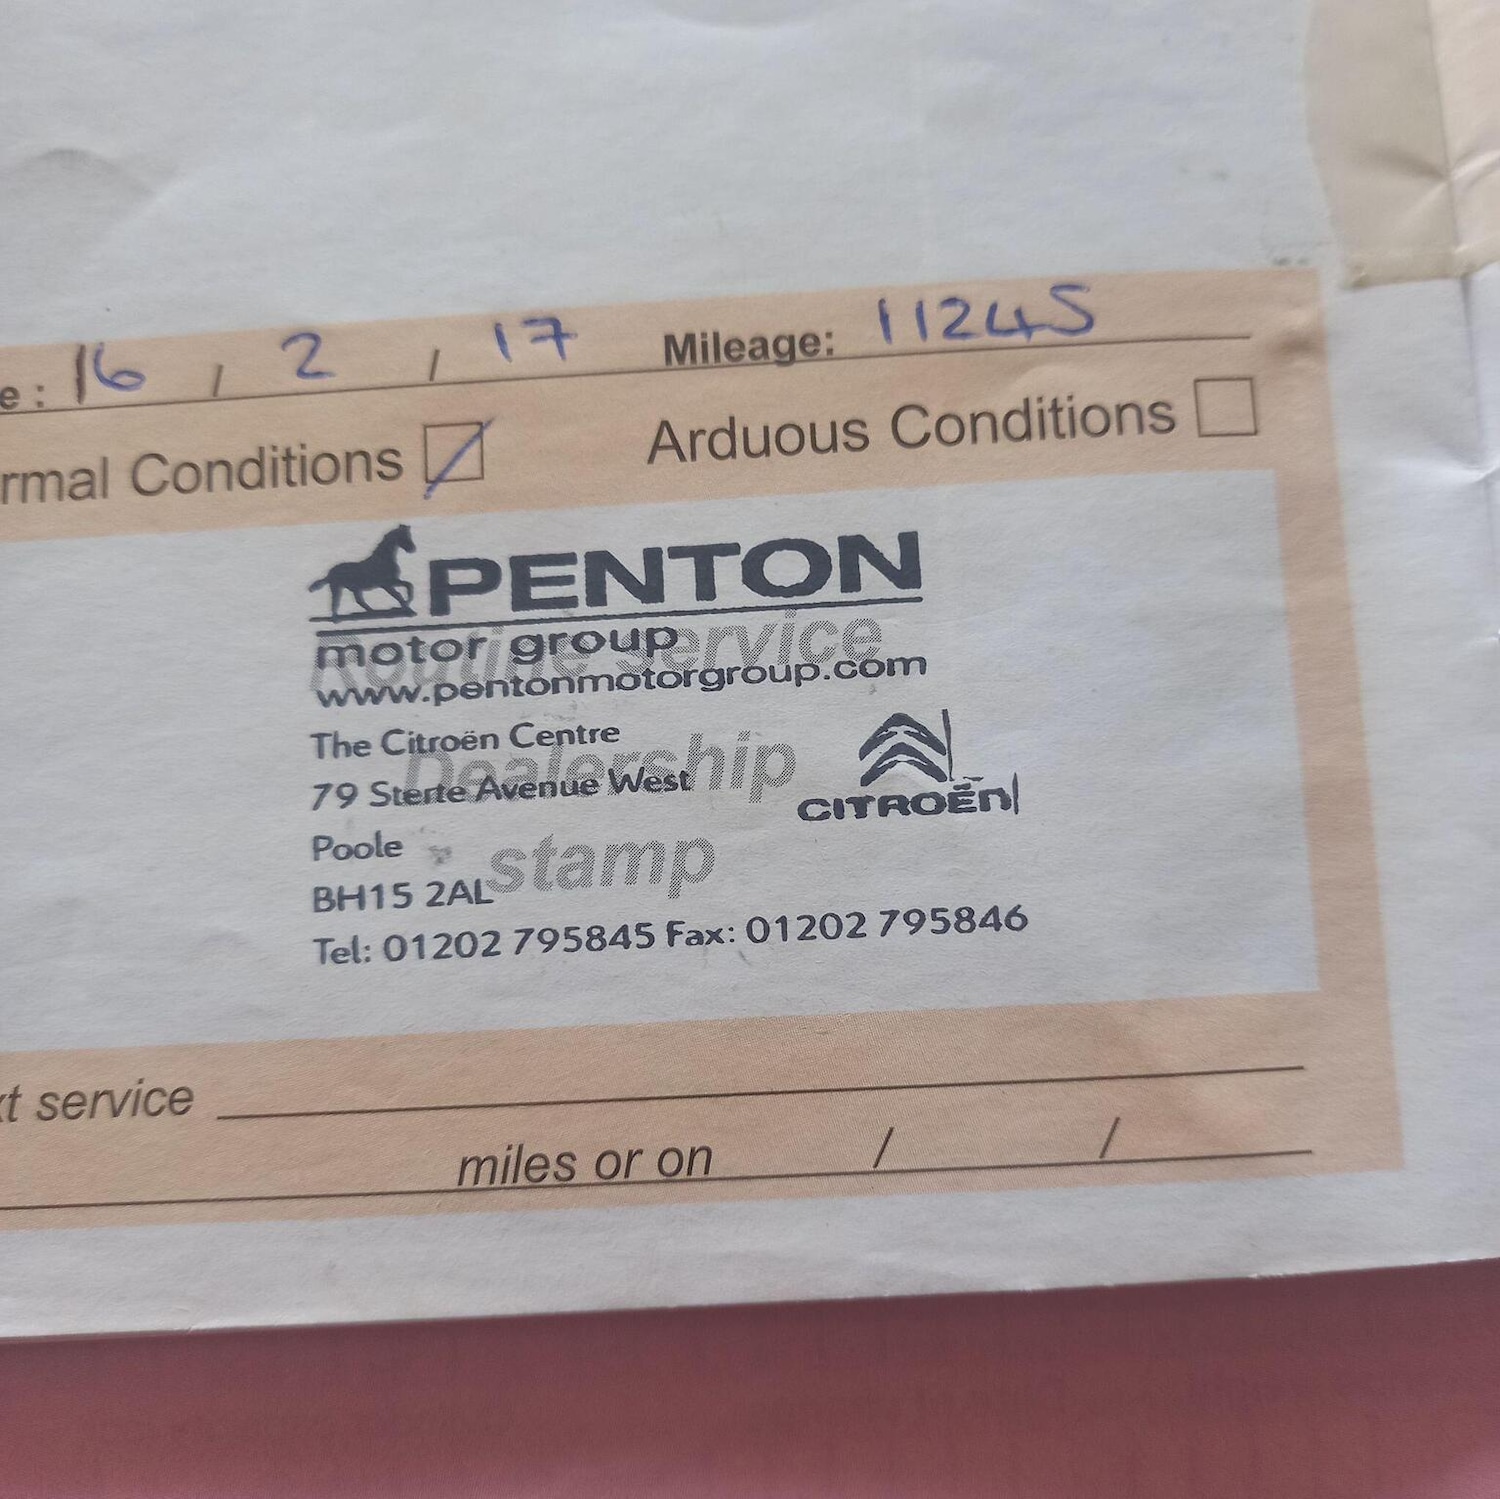 e : 16 / 2 / 17 Mileage: 11245
rmal Conditions Arduous Conditions
PENTON
motor group
Routine service
www.pentonmotorgroup.com
The Citroën Centre
Dealership
79 Sterte Avenue West
CITROËN
Poole
stamp
BH15 2AL
Tel: 01202 795845 Fax: 01202 795846
xt service
miles or on / /